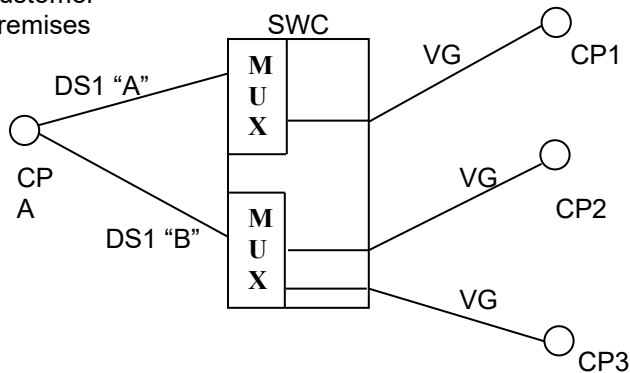 remises
SWC
VG
CP1
DS1 “A”
M
U
X
CP
A
VG
CP2
DS1 “B”
M
U
X
VG
CP3